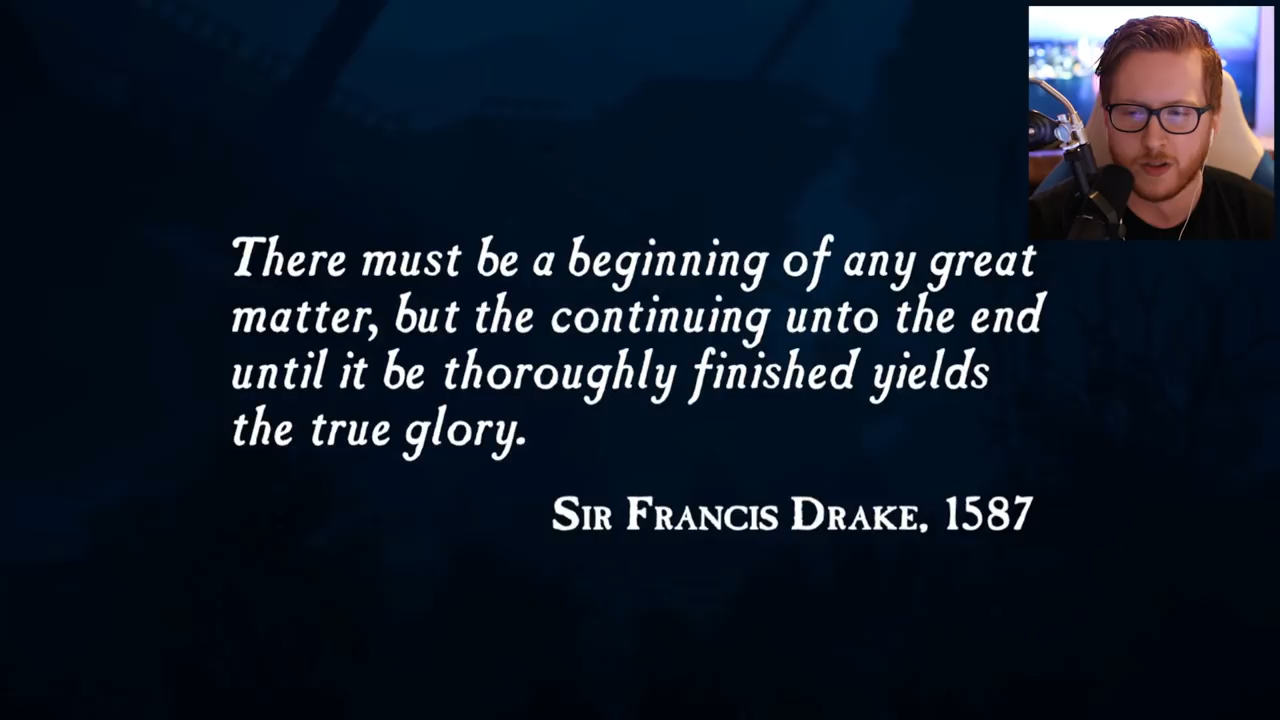 There must be a beginning of any great
matter, but the continuing unto the end
until it be thoroughly finished yields
the true glory.
Sir Francis Drake, 1587